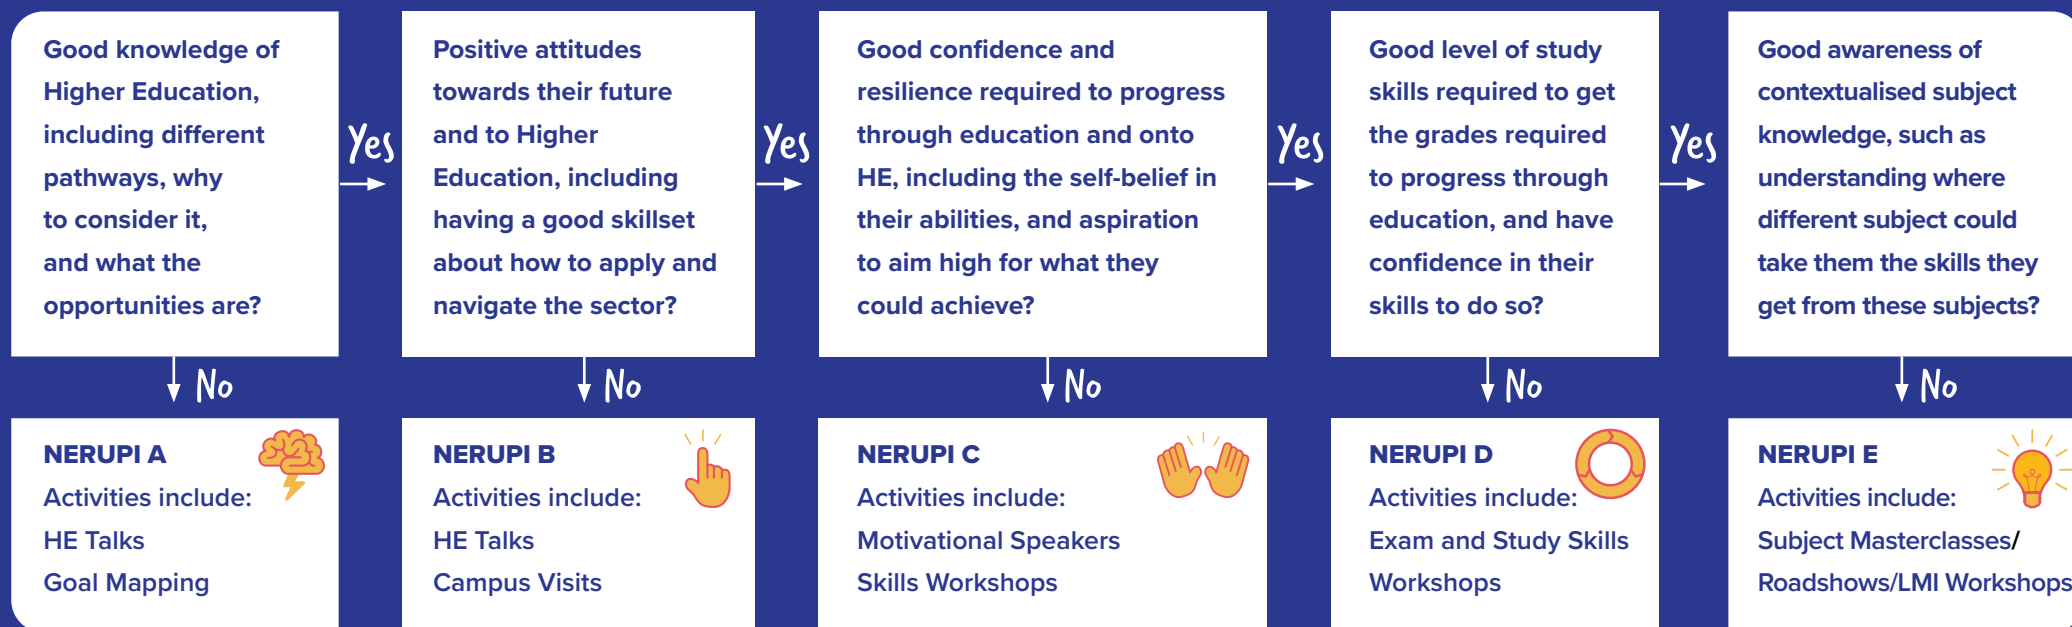 Good knowledge of
Higher Education,
including different
pathways, why
to consider it,
and what the
opportunities are?
Yes
Positive attitudes
towards their future
and to Higher
Education, including
having a good skillset
about how to apply and
navigate the sector?
Yes
Good confidence and
resilience required to progress
through education and onto
HE, including the self-belief in
their abilities, and aspiration
to aim high for what they
could achieve?
Yes
Good level of study
skills required to get
the grades required
to progress through
education, and have
confidence in their
skills to do so?
Yes
Good awareness of
contextualised subject
knowledge, such as
understanding where
different subject could
take them the skills they
get from these subjects?
No
No
No
No
No
NERUPI A
Activities include:
HE Talks
Goal Mapping
NERUPI B
Activities include:
HE Talks
Campus Visits
NERUPI C
Activities include:
Motivational Speakers
Skills Workshops
NERUPI D
Activities include:
Exam and Study Skills
Workshops
NERUPI E
Activities include:
Subject Masterclasses/
Roadshows/LMI Workshops